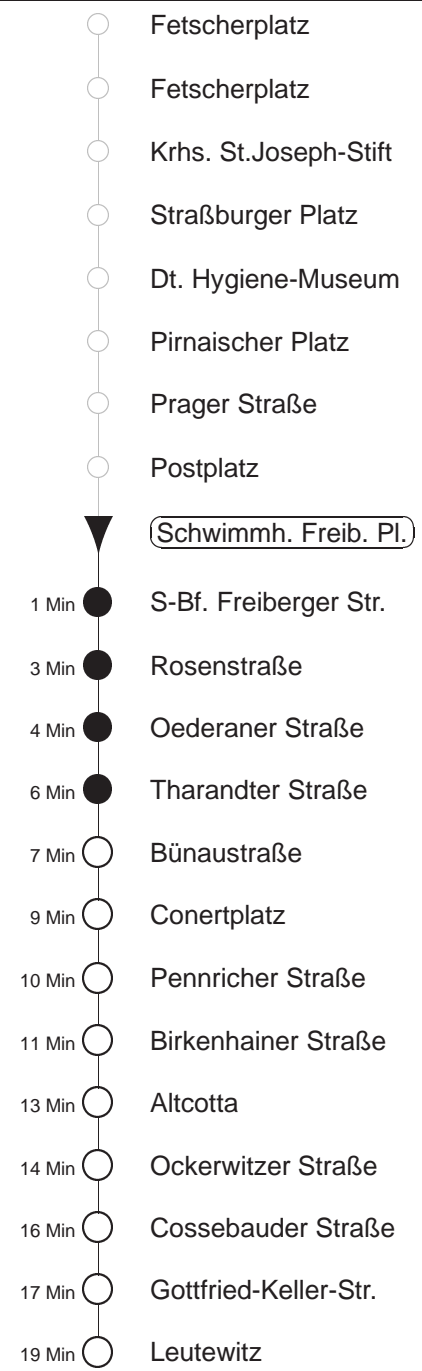 Fetscherplatz
Fetscherplatz
Krhs. St.Joseph-Stift
Straßburger Platz
Dt. Hygiene-Museum
Pirnaischer Platz
Prager Straße
Postplatz
Schwimmh. Freib. Pl.
1 Min S-Bf. Freiberger Str.
3 Min Rosenstraße
4 Min Oederaner Straße
6 Min Tharandter Straße
7 Min Bünaustraße
9 Min Conertplatz
10 Min Pennricher Straße
11 Min Birkenhainer Straße
13 Min Altcotta
14 Min Ockerwitzer Straße
16 Min Cossebauder Straße
17 Min Gottfried-Keller-Str.
19 Min Leutewitz